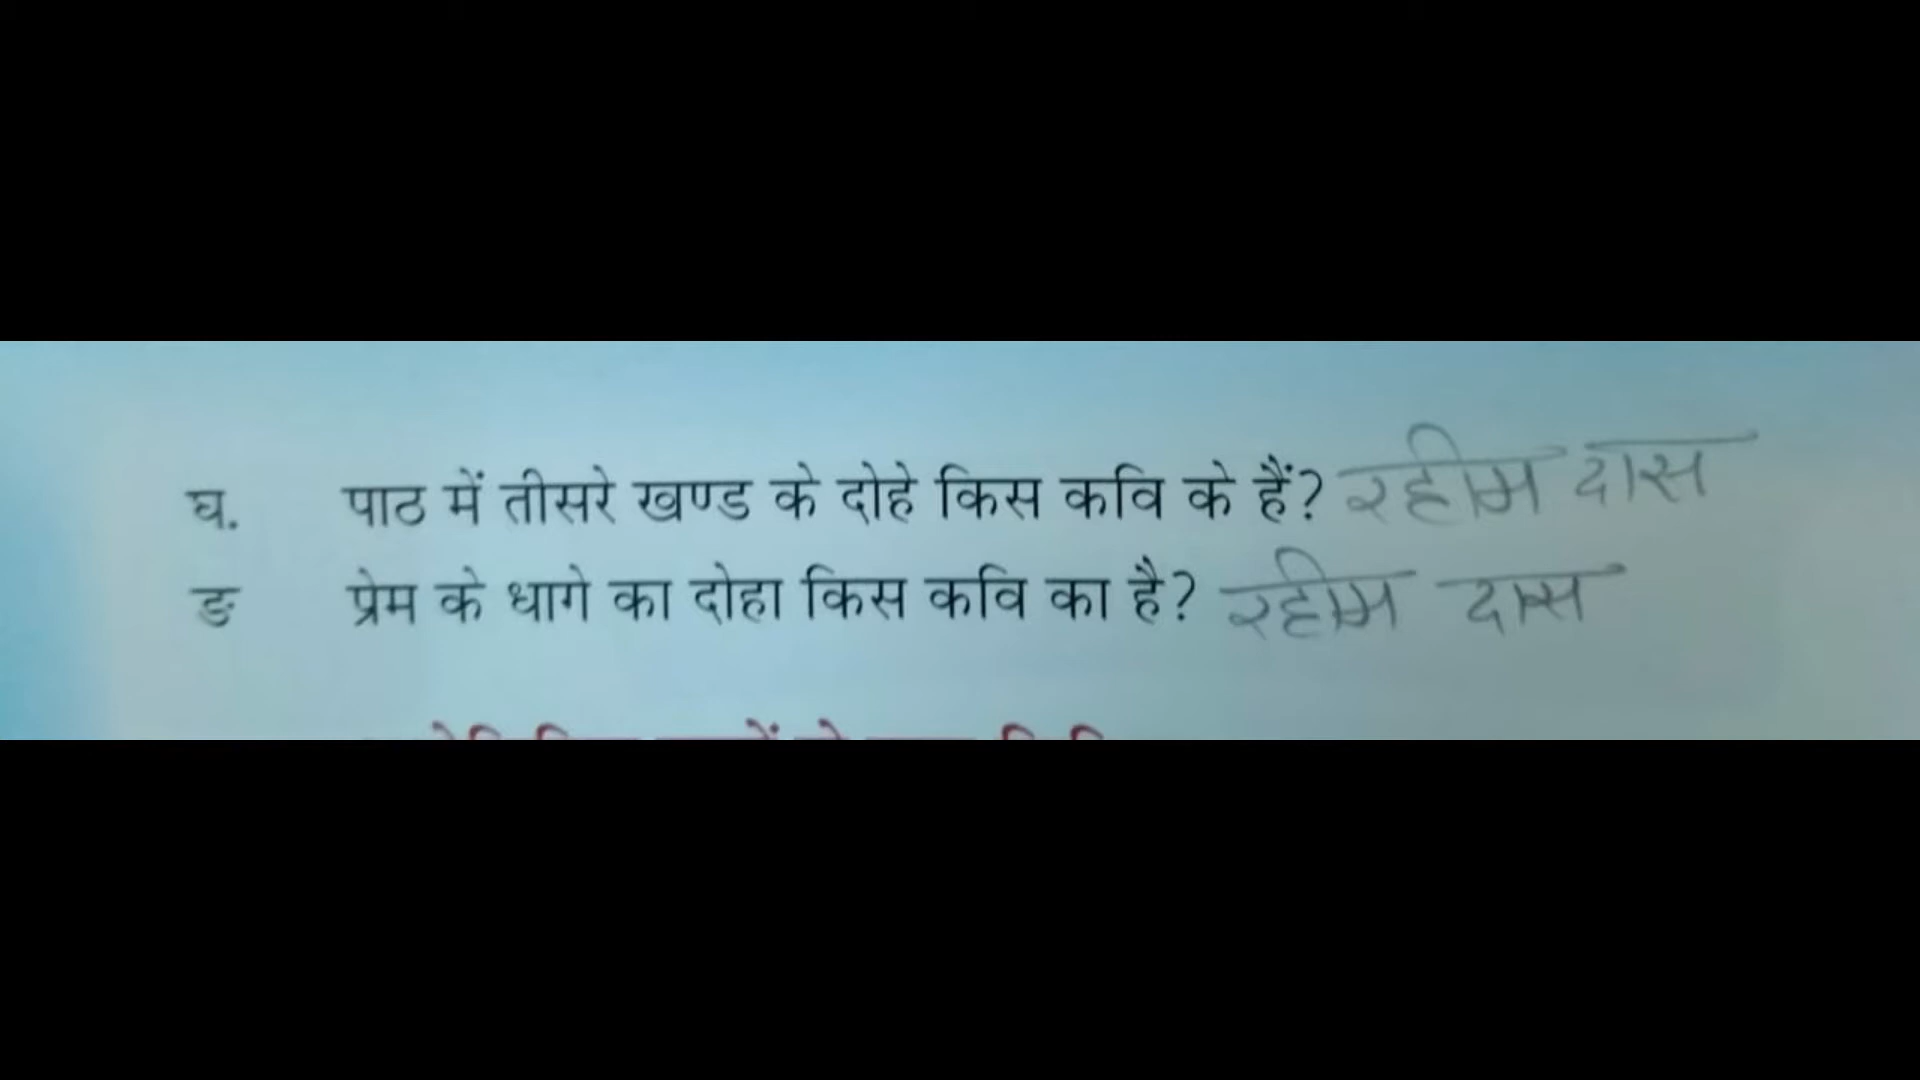 घ. पाठ में तीसरे खण्ड के दोहे किस कवि के हैं? रहीम दास
ङ प्रेम के धागे का दोहा किस कवि का है? रहीम दास